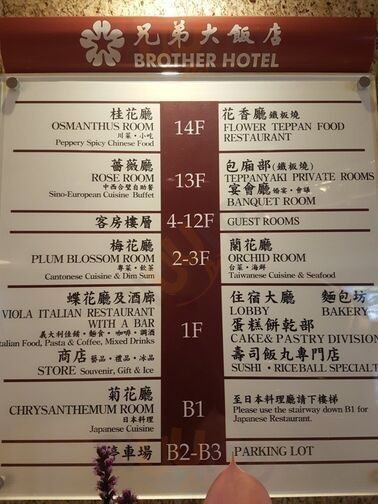 兄弟大飯店
BROTHER HOTEL
桂花廳
OSMANTHUS ROOM
川菜・小吃
Peppery Spicy Chinese Food
14F
花香廳 鐵板燒
FLOWER TEPPAN FOOD
RESTAURANT
薔薇廳
ROSE ROOM
中西合璧自助餐
Sino-European Cuisine Buffet
13F
包廂部(鐵板燒)
TEPPANYAKI PRIVATE ROOMS
宴會廳 婚宴・會議
BANQUET ROOM
客房樓層
4-12F
GUEST ROOMS
梅花廳
PLUM BLOSSOM ROOM
粵菜・飲茶
Cantonese Cuisine & Dim Sum
2-3F
蘭花廳
ORCHID ROOM
台菜・海鮮
Taiwanese Cuisine & Seafood
蝶花廳及酒廊
VIOLA ITALIAN RESTAURANT
WITH A BAR
義大利佳餚・麵食・咖啡・調酒
Italian Food, Pasta & Coffee, Mixed Drinks
商店 藝品・禮品・冰品
STORE Souvenir, Gift & Ice
1F
住宿大廳 麵包坊
LOBBY BAKERY
蛋糕餅乾部
CAKE & PASTRY DIVISION
壽司飯丸專門店
SUSHI・RICEBALL SPECIALT
菊花廳
CHRYSANTHEMUM ROOM
日本料理
Japanese Cuisine
B1
至日本料理廳請下樓梯
Please use the stairway down B1 for
Japanese Restaurant.
停車場
B2-B3
PARKING LOT